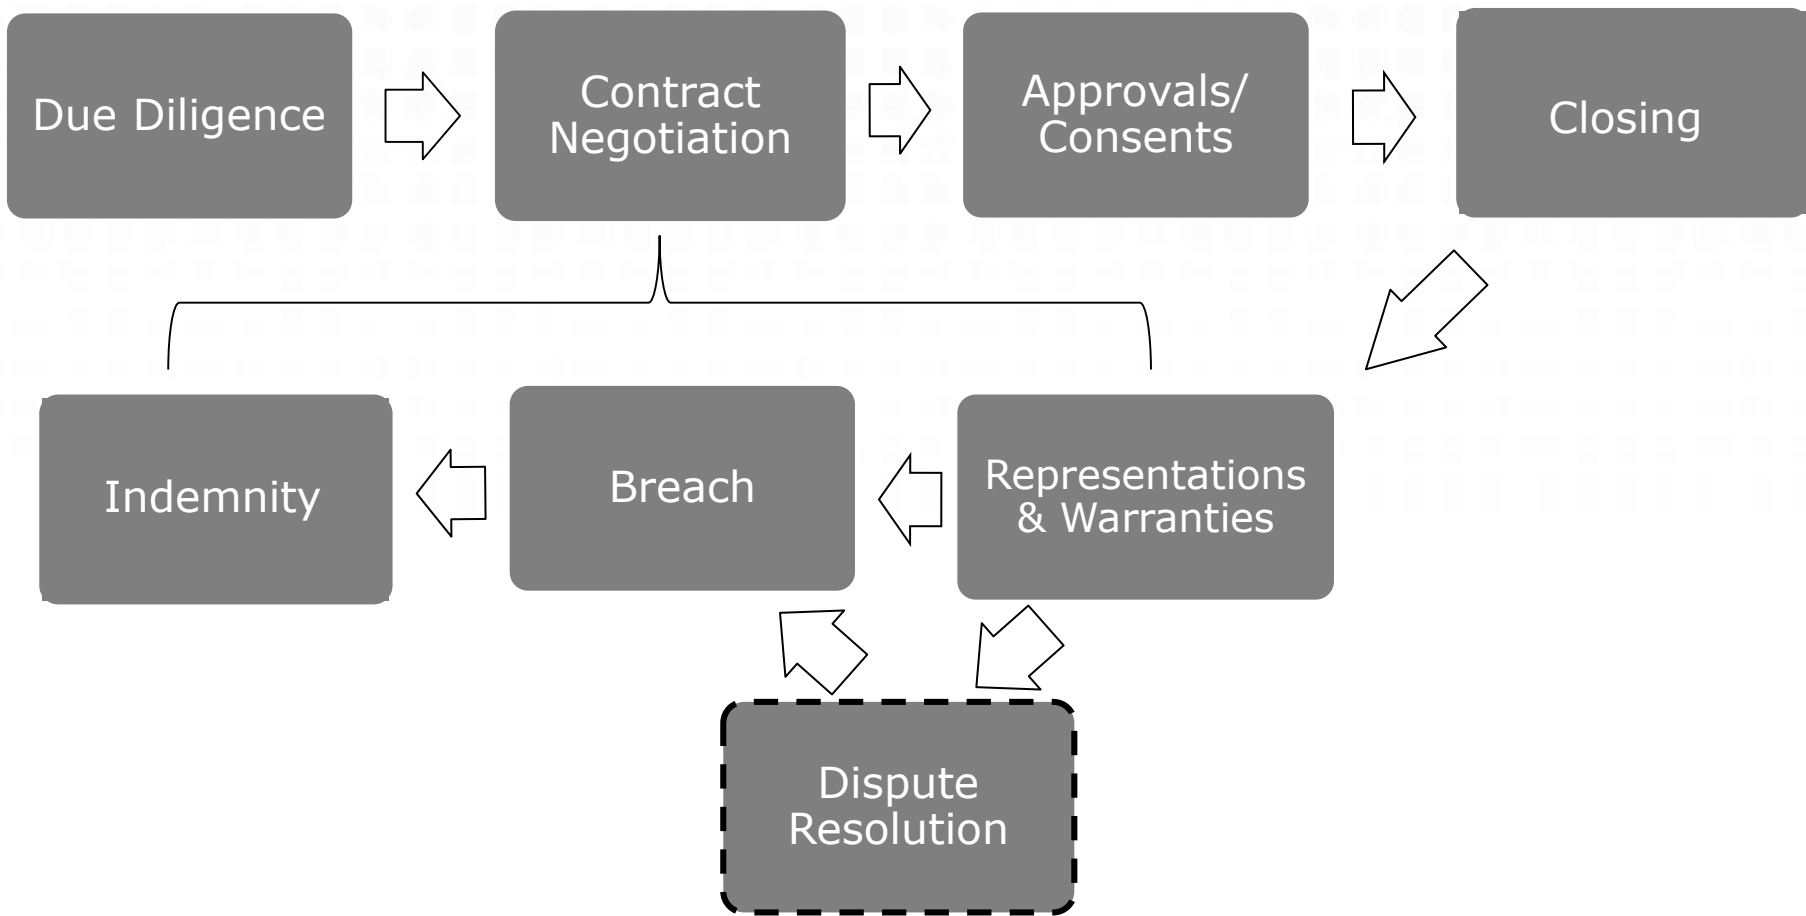 Due Diligence
Contract
Negotiation
Approvals/
Consents
Closing
Indemnity
Breach
Representations
& Warranties
Dispute
Resolution